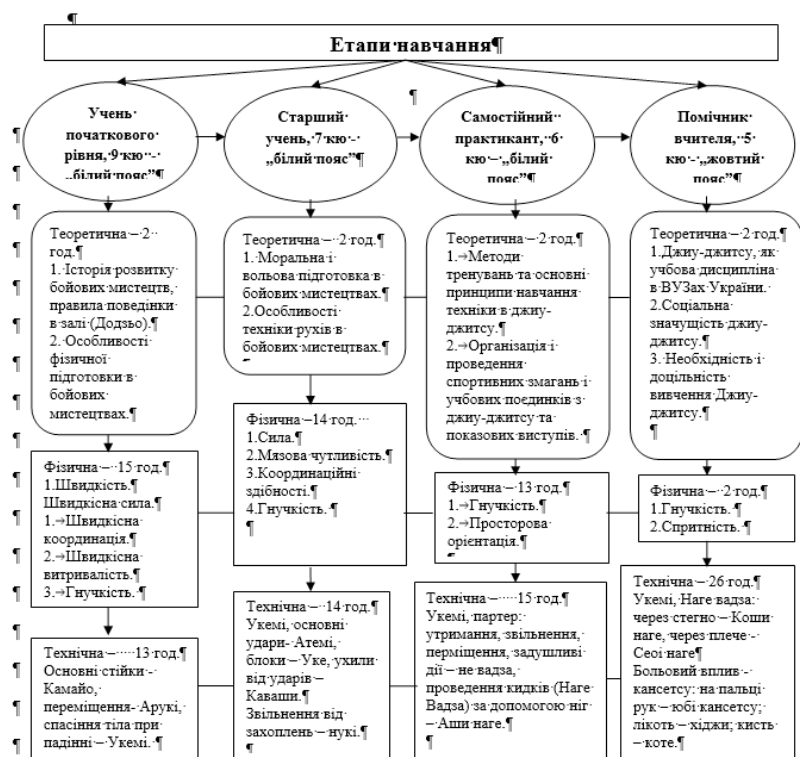 Етапи навчання
Учень
початкового
рівня, 9 кю -
„білий пояс”
Старший
учень, 7 кю -
„білий пояс”
Самостійний
практикант, 6
кю – „білий
пояс”
Помічник
вчителя, 5
кю - „жовтий
пояс”
Теоретична – 2
год.
1. Історія розвитку
бойових мистецтв,
правила поведінки
в залі (Додзьо).
2. Особливості
фізичної
підготовки в
бойових
мистецтвах.
Теоретична – 2 год.
1. Моральна і
вольова підготовка в
бойових мистецтвах.
2.Особливості
техніки рухів в
бойових мистецтвах.
Теоретична – 2 год.
1.→Методи
тренувань та основні
принципи навчання
техніки в джиу-
джитсу.
2.→Організація і
проведення
спортивних змагань і
учбових поєдинків з
джиу-джитсу та
показових виступів.
Теоретична – 2 год.
1.Джиу-джитсу, як
учбова дисципліна
в ВУЗах України.
2.Соціальна
значущість джиу-
джитсу.
3. Необхідність і
доцільність
вивчення Джиу-
джитсу.
Фізична – 15 год.
1.Швидкість.
Швидкісна сила.
1.→Швидкісна
координація.
2.→Швидкісна
витривалість.
3.→Гнучкість.
Фізична –14 год.
1.Сила.
2.Мязова чутливість.
3.Координаційні
здібності.
4.Гнучкість.
Фізична – 13 год.
1.→Гнучкість.
2.→Просторова
орієнтація.
Фізична – 2 год.
1.Гнучкість.
2.Спритність.
Технічна – 13 год.
Основні стійки -
Камайо,
переміщення- Арукі,
спасіння тіла при
падінні – Укемі.
Технічна – 14 год.
Укемі, основні
удари- Атемі,
блоки – Уке, ухили
від ударів –
Каваши.
Звільнення від
захоплень – нукі.
Технічна – 15 год.
Укемі, партер:
утримання, звільнення,
перміщення, задушливі
дії – не вадза,
проведення кидків (Наге
Вадза) за допомогою ніг
– Аши наге.
Технічна – 26 год.
Укемі, Наге вадза:
через стегно – Коши
наге, через плече -
Сеоі наге
Больовий вплив -
кансетсу: на пальці
рук – юбі кансетсу;
лікоть – хіджи; кисть
– коте.